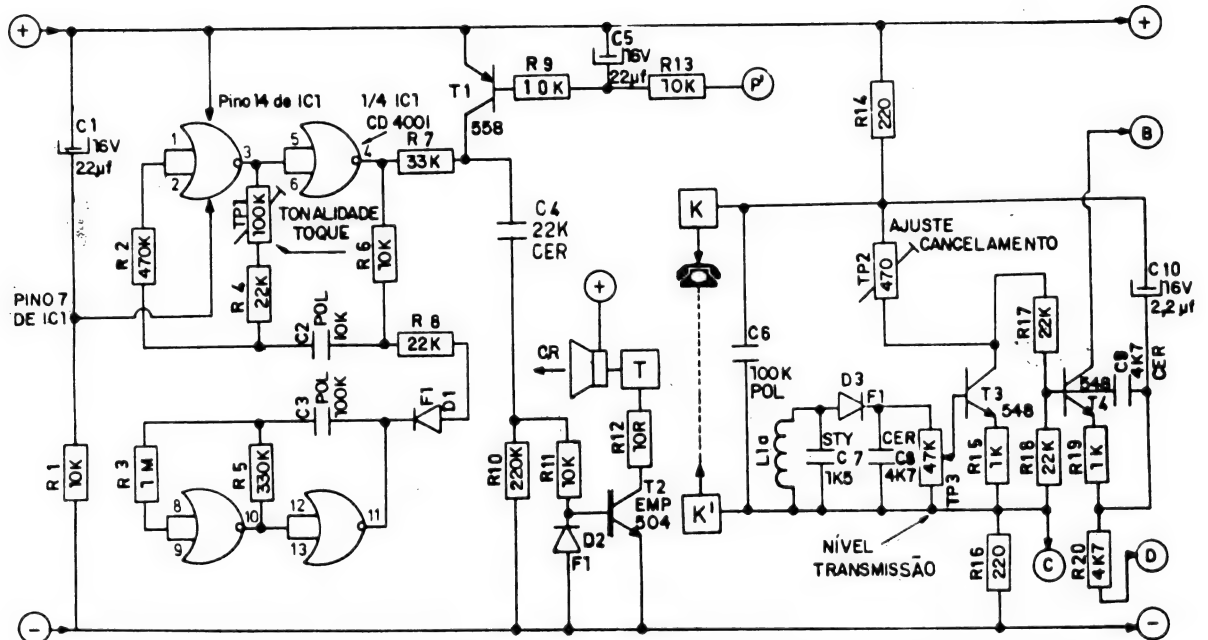 +
+
C1
16V
22µf
Pino 14 de IC1
1/4 IC1
CD 4001
T1
558
R9
10K
C5
16V
22µf
R13
10K
P'
R14
220
B
1
2
3
5
6
4
R7
33K
R2
470K
TP1
100K
TONALIDADE
TOQUE
R6
10K
R4
22K
C4
22K
CER
K
AJUSTE
CANCELAMENTO
TP2
470
C10
16V
2,2µf
PINO 7
DE IC1
C2
POL
10K
R8
22K
+
CR
T
C6
100K
POL
R17
22K
C9
4K7
CER
C3
POL
100K
F1
D1
R12
10R
D3
F1
T3
548
548
T4
R1
10K
R3
1M
R5
330K
R10
220K
R11
10K
T2
EMP
504
L1a
STY
C7
1K5
CER
C8
4K7
47K
TP3
R15
1K
R18
22K
R19
1K
8
9
10
12
13
11
D2
F1
K'
NÍVEL
TRANSMISSÃO
R16
220
C
R20
4K7
D
−
−